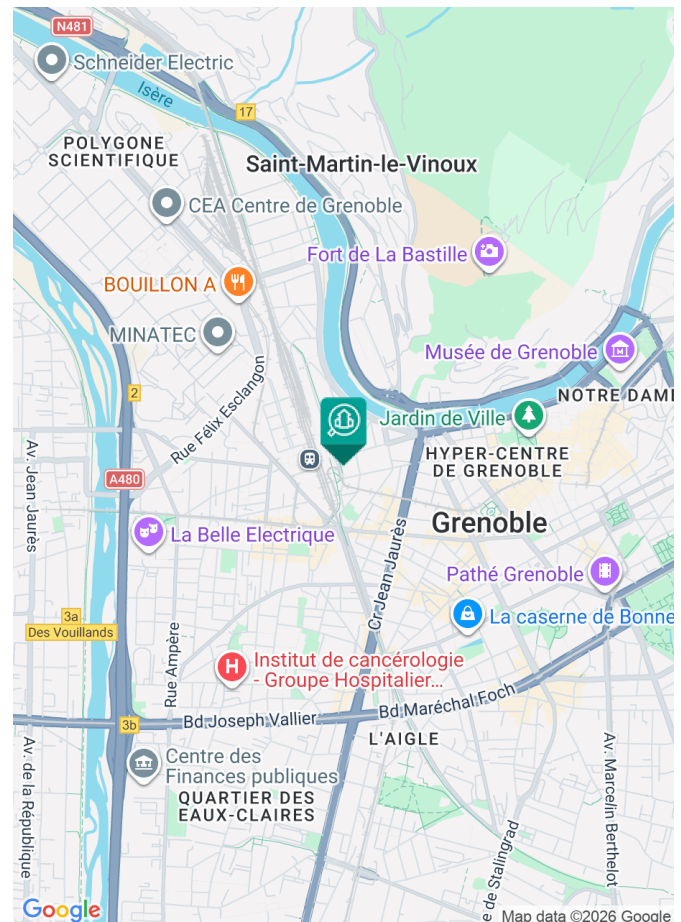 N481
Schneider Electric
Isère
17
POLYGONE
SCIENTIFIQUE
Saint-Martin-le-Vinoux
CEA Centre de Grenoble
Fort de La Bastille
BOUILLON A
MINATEC
Musée de Grenoble
2
NOTRE DAME
Rue Félix Esclangon
Jardin de Ville
HYPER-CENTRE
DE GRENOBLE
Av. Jean Jaurès
A480
Grenoble
La Belle Electrique
Cr Jean Jaurès
Pathé Grenoble
3a
Des Vouillands
La caserne de Bonne
Rue Ampère
H
Institut de cancérologie
- Groupe Hospitalier...
3b
Bd Joseph Vallier
Bd Maréchal Foch
L'AIGLE
Centre des
Finances publiques
Av. de la République
QUARTIER DES
EAUX-CLAIRES
Av. Marcelin Berthelot
e de Stalingrad
Google
Map data ©2026 Google